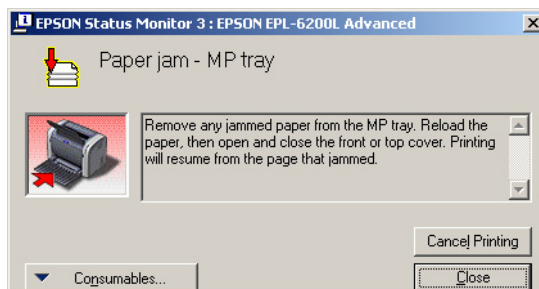 EPSON Status Monitor 3 : EPSON EPL-6200L Advanced
Paper jam - MP tray
Remove any jammed paper from the MP tray. Reload the
paper, then open and close the front or top cover. Printing
will resume from the page that jammed.
Cancel Printing
Consumables...
Close